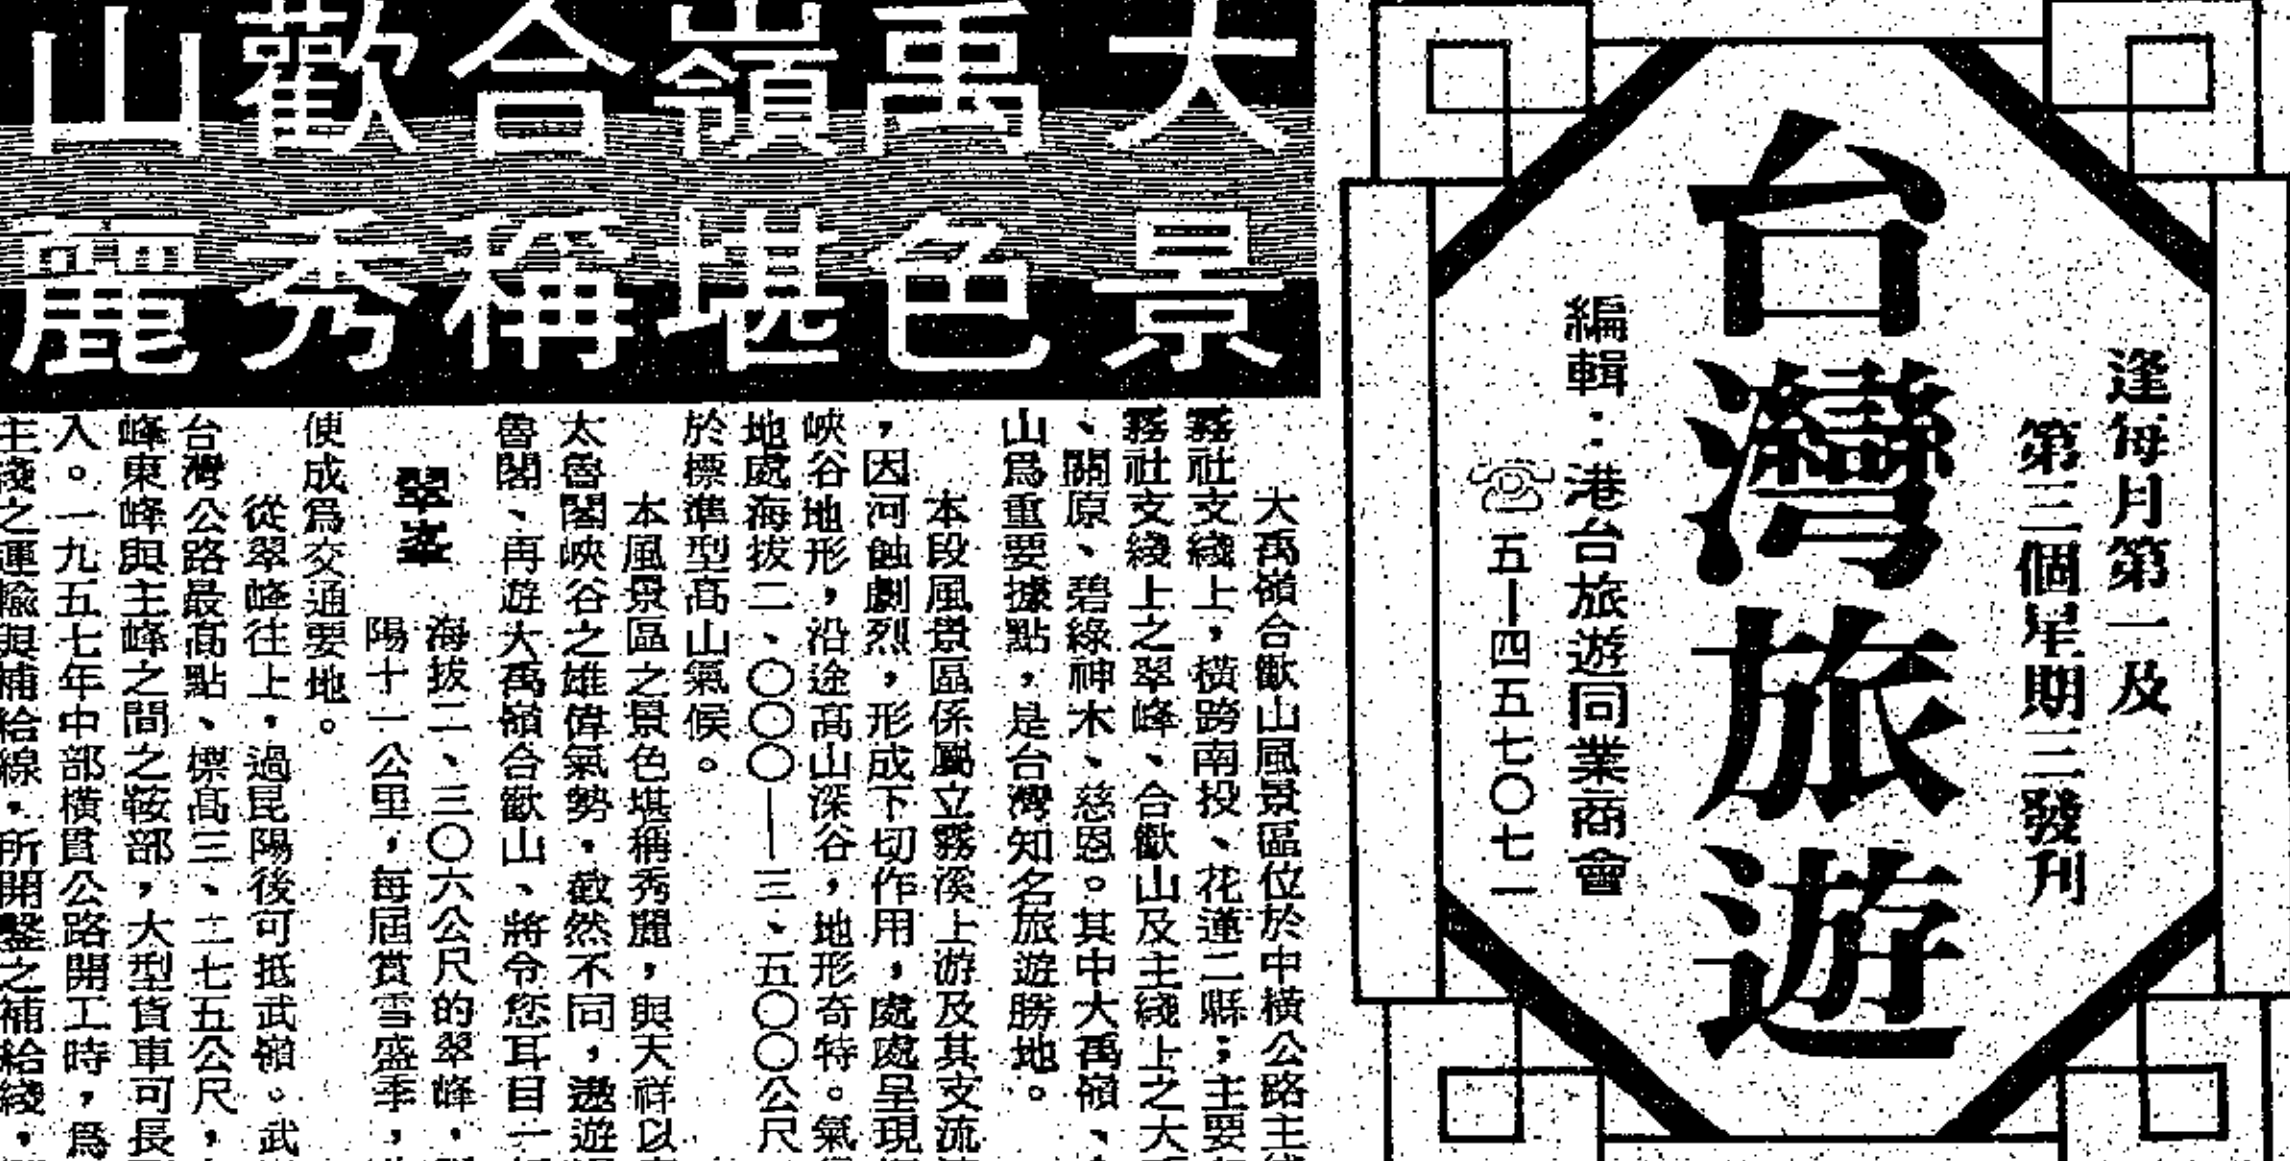 逢每月第一及
第三個星期三發刊
台灣旅遊
編輯：港台旅遊同業商會
☏五－四五七〇七一
大禹嶺合歡山
景色堪稱秀麗
大禹嶺合歡山風景區位於中橫公路主
霧社支綫上，橫跨南投、花蓮二縣；主要
霧社支綫上之翠峰、合歡山及主綫上之大
、關原、碧綠神木、慈恩。其中大禹嶺、
山爲重要據點，是台灣知名旅遊勝地。
本段風景區係屬立霧溪上游及其支流
，因河蝕劇烈，形成下切作用，處處呈現
峽谷地形，沿途高山深谷，地形奇特。氣
地處海拔二、〇〇〇—三、五〇〇公尺
於標準型高山氣候。
本風景區之景色堪稱秀麗，與天祥以
太魯閣峽谷之雄偉氣勢，截然不同，遨遊
魯閣、再遊大禹嶺合歡山、將令您耳目一
翠峯
海拔二、三〇六公尺的翠峰，
陽十一公里，每屆賞雪盛季，
使成爲交通要地。
從翠峰往上，過昆陽後可抵武嶺。武
台灣公路最高點、標高三、二七五公尺，
峰東峰與主峰之間之鞍部，大型貨車可長
入。一九五七年中部橫貫公路開工時，爲
主綫之運輸與補給線，所開鑿之補給綫，